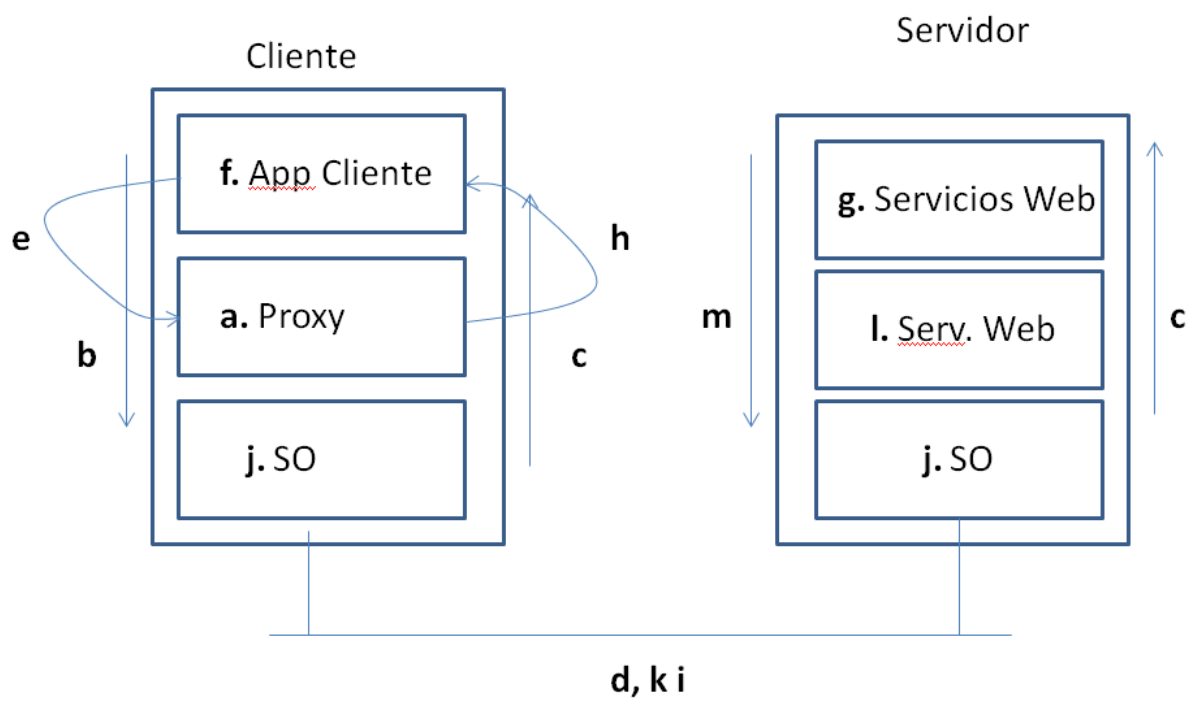 Cliente
Servidor
f. App Cliente
g. Servicios Web
e
h
a. Proxy
l. Serv. Web
m
c
b
c
j. SO
j. SO
d, k i